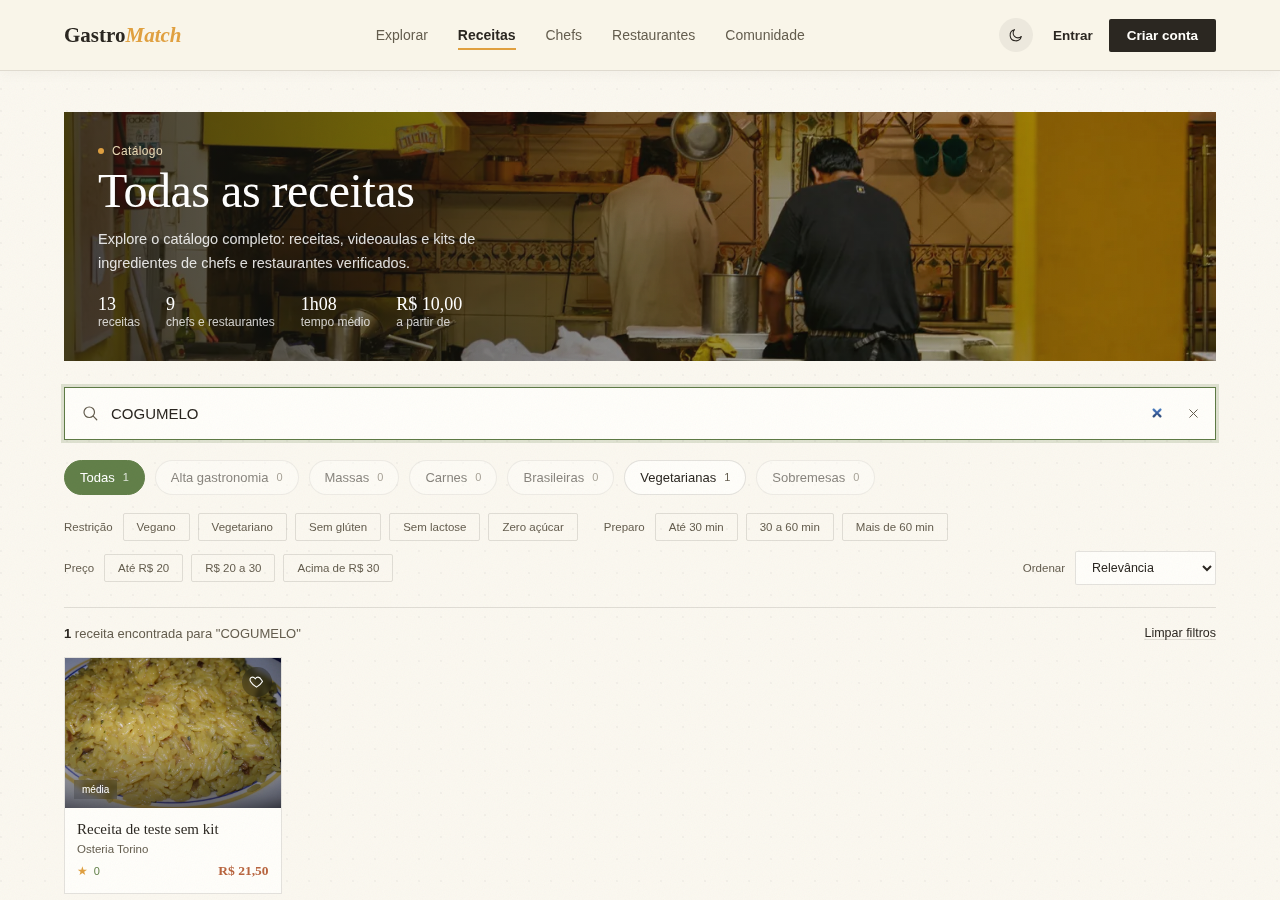 GastroMatch
Explorar
Receitas
Chefs
Restaurantes
Comunidade
Entrar
Criar conta
Catálogo
Todas as receitas
Explore o catálogo completo: receitas, videoaulas e kits de
ingredientes de chefs e restaurantes verificados.
13
receitas
9
chefs e restaurantes
1h08
tempo médio
R$ 10,00
a partir de
COGUMELO
Todas 1
Alta gastronomia 0
Massas 0
Carnes 0
Brasileiras 0
Vegetarianas 1
Sobremesas 0
Restrição
Vegano
Vegetariano
Sem glúten
Sem lactose
Zero açúcar
Preparo
Até 30 min
30 a 60 min
Mais de 60 min
Preço
Até R$ 20
R$ 20 a 30
Acima de R$ 30
Ordenar
Relevância
1 receita encontrada para "COGUMELO"
Limpar filtros
média
Receita de teste sem kit
Osteria Torino
★ 0
R$ 21,50